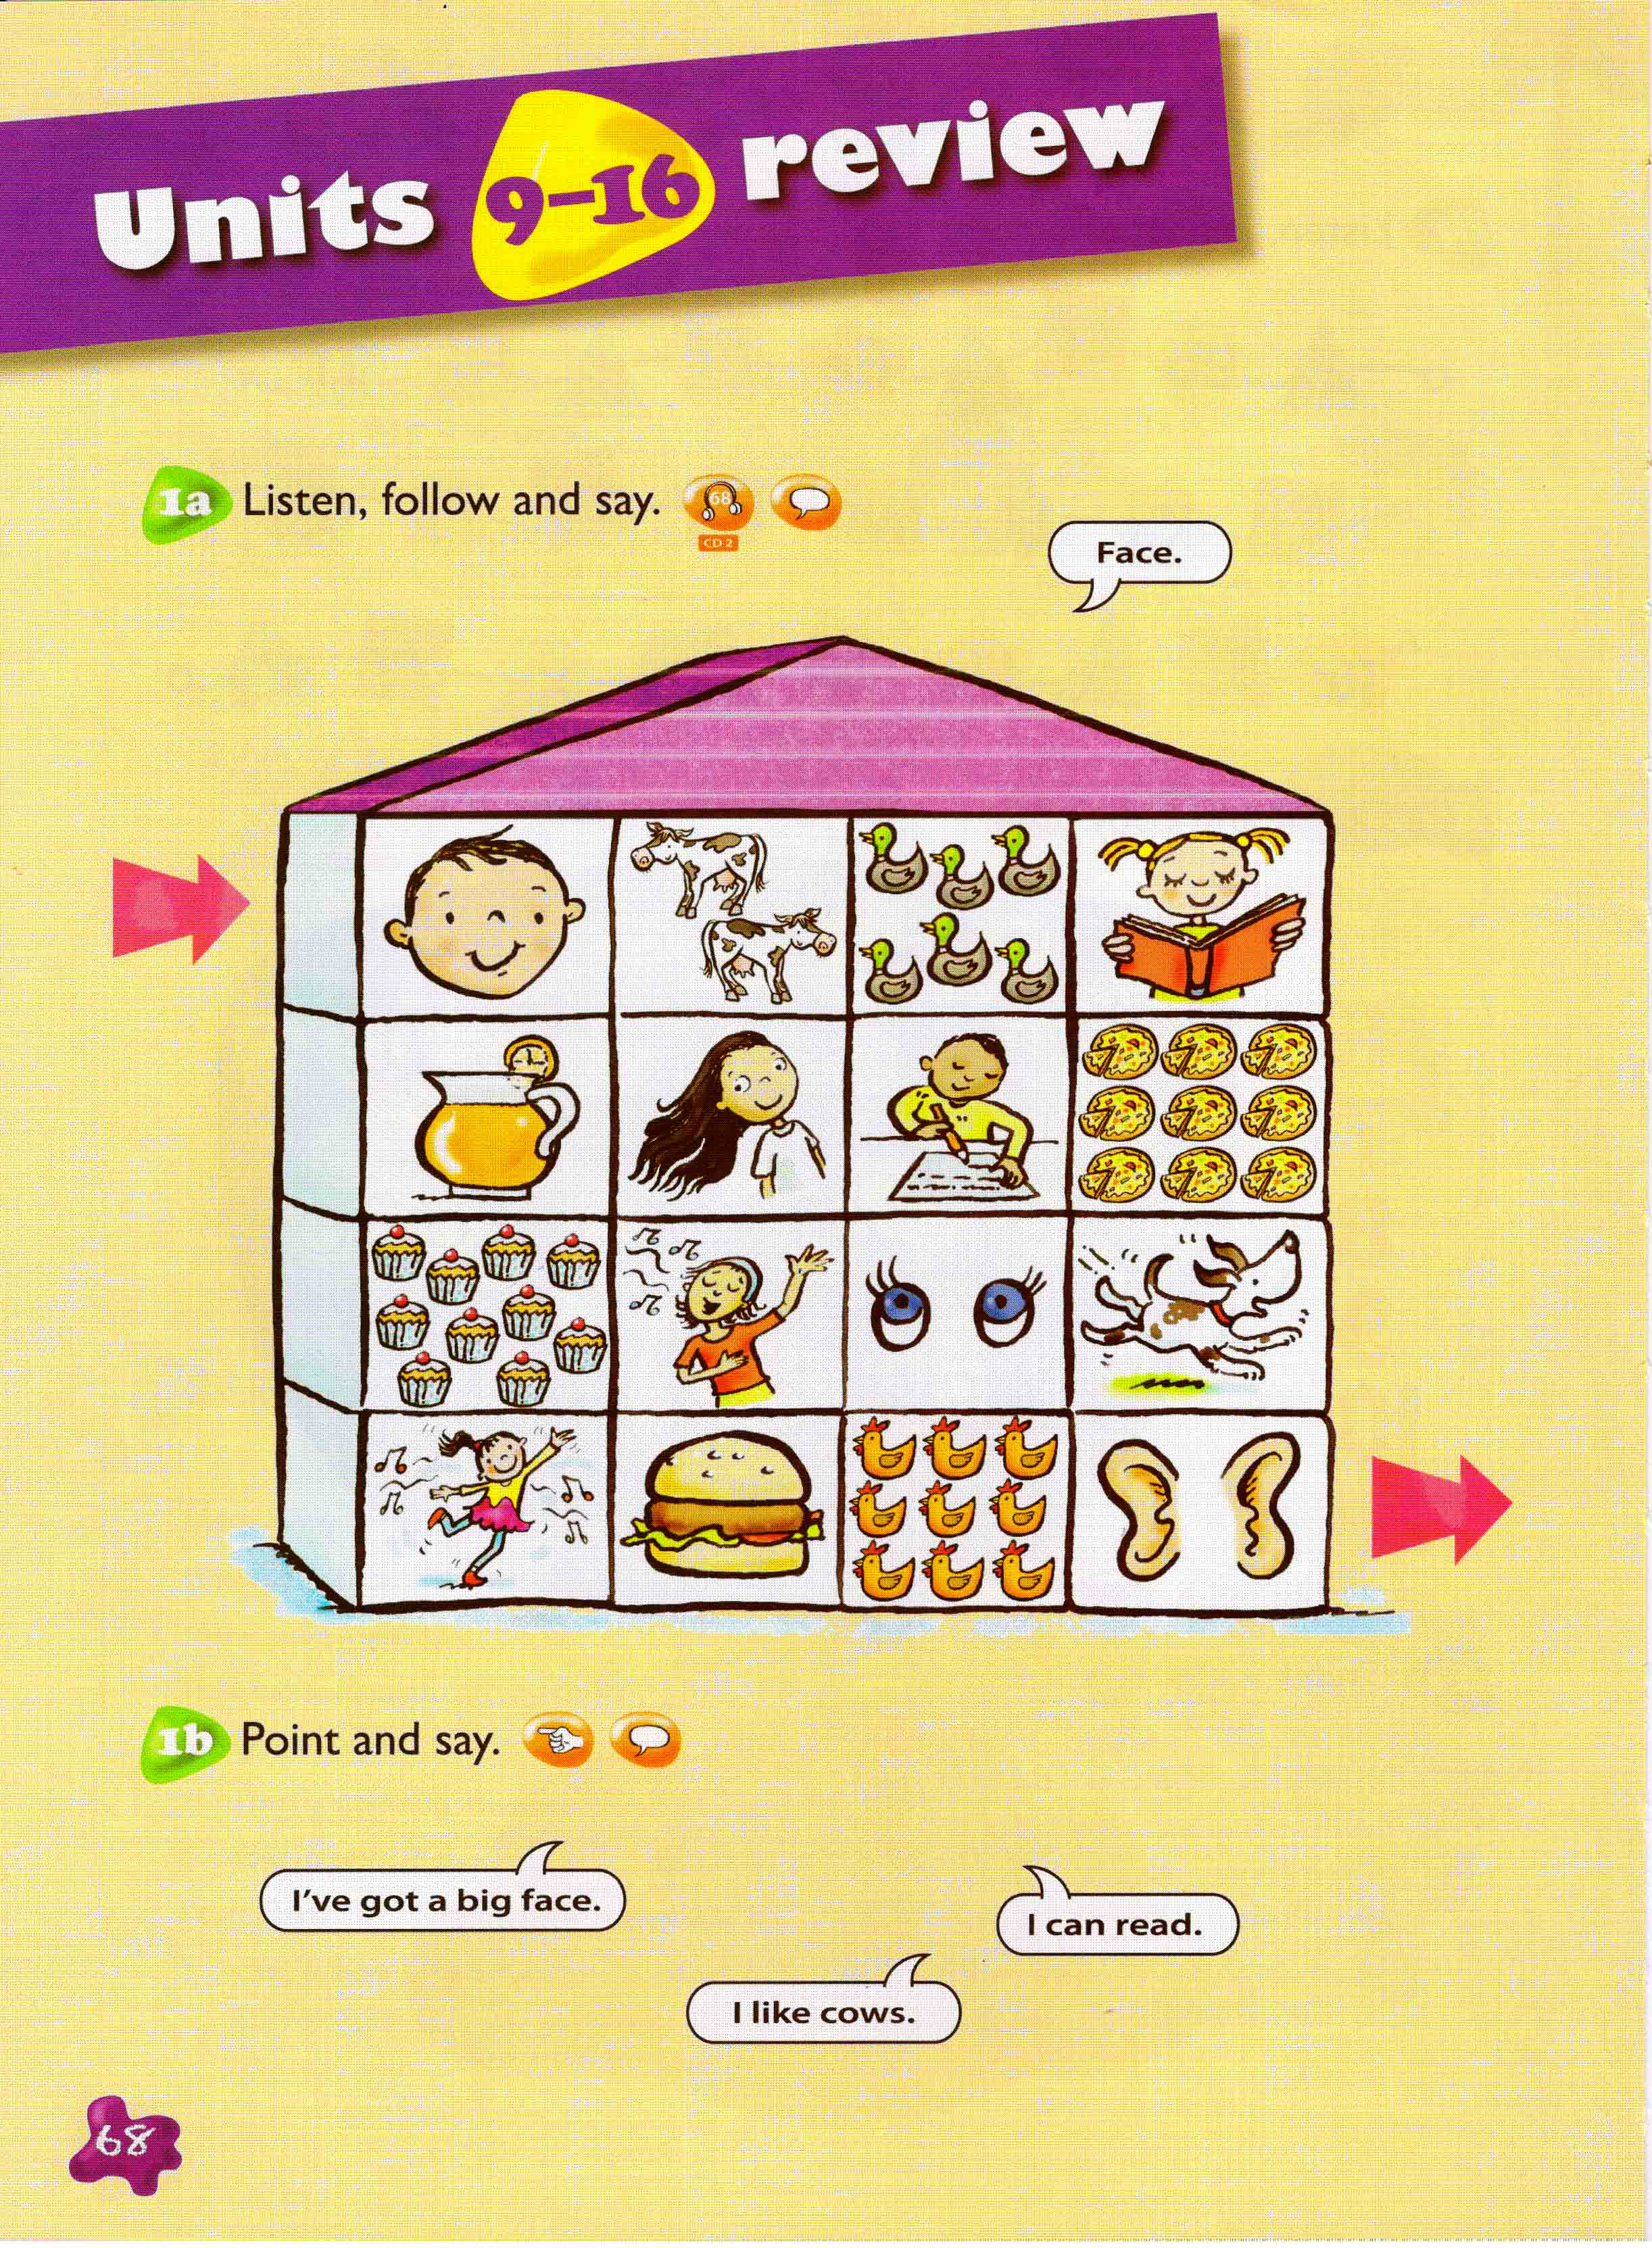 Units 9-16 review
1a Listen, follow and say.
68
CD 2
Face.
1b Point and say.
I've got a big face.
I can read.
I like cows.
68